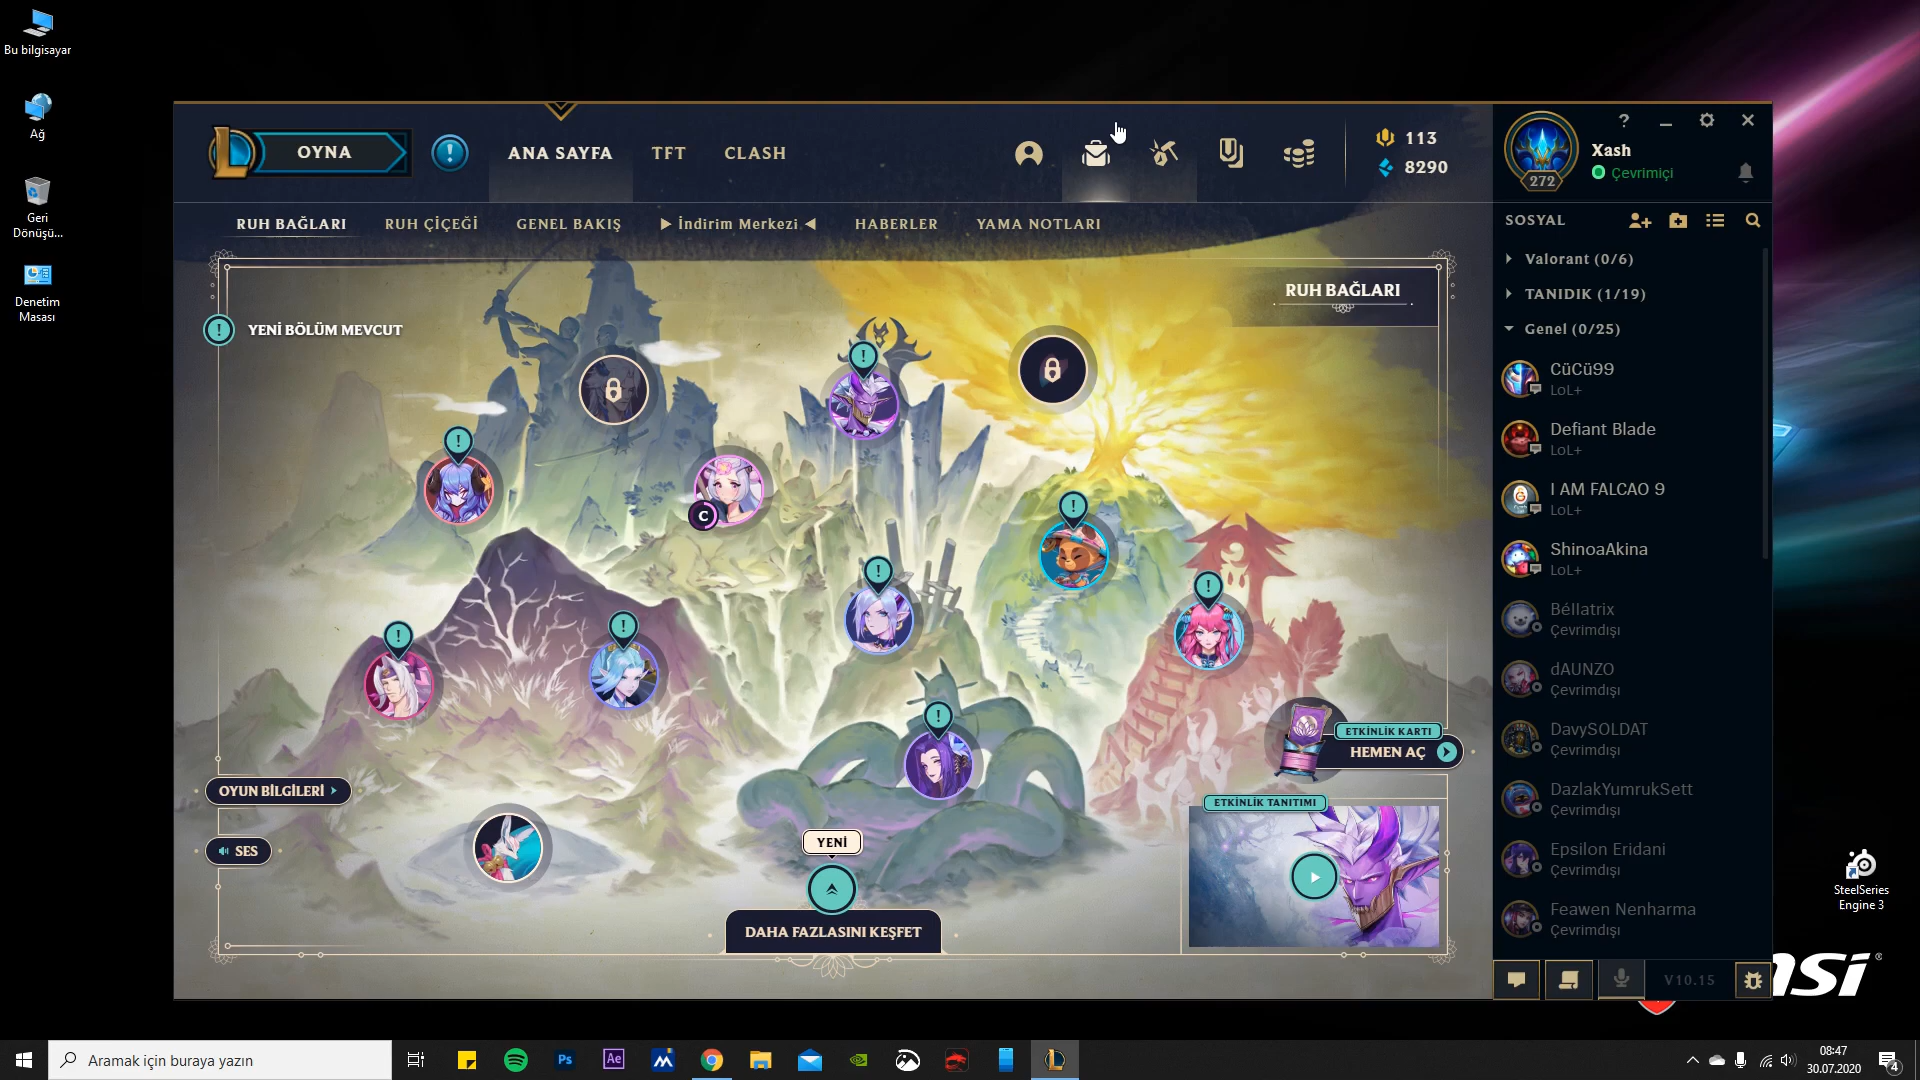 Bu bilgisayar
Ağ
Geri
Dönüşü...
Denetim
Masası
OYNA
ANA SAYFA
TFT
CLASH
113
8290
272
Xash
Çevrimiçi
RUH BAĞLARI
RUH ÇİÇEĞİ
GENEL BAKIŞ
▶ İndirim Merkezi ◀
HABERLER
YAMA NOTLARI
RUH BAĞLARI
YENİ BÖLÜM MEVCUT
C
ETKİNLİK KARTI
HEMEN AÇ
OYUN BİLGİLERİ
SES
ETKİNLİK TANITIMI
YENİ
DAHA FAZLASINI KEŞFET
SOSYAL
Valorant (0/6)
TANIDIK (1/19)
Genel (0/25)
CüCü99
LoL+
Defiant Blade
LoL+
I AM FALCAO 9
LoL+
ShinoaAkina
LoL+
Béllatrix
Çevrimdışı
dAUNZO
Çevrimdışı
DavySOLDAT
Çevrimdışı
DazlakYumrukSett
Çevrimdışı
Epsilon Eridani
Çevrimdışı
Feawen Nenharma
Çevrimdışı
V10.15
SteelSeries
Engine 3
msi
Aramak için buraya yazın
Ps
Ae
08:47
30.07.2020
4